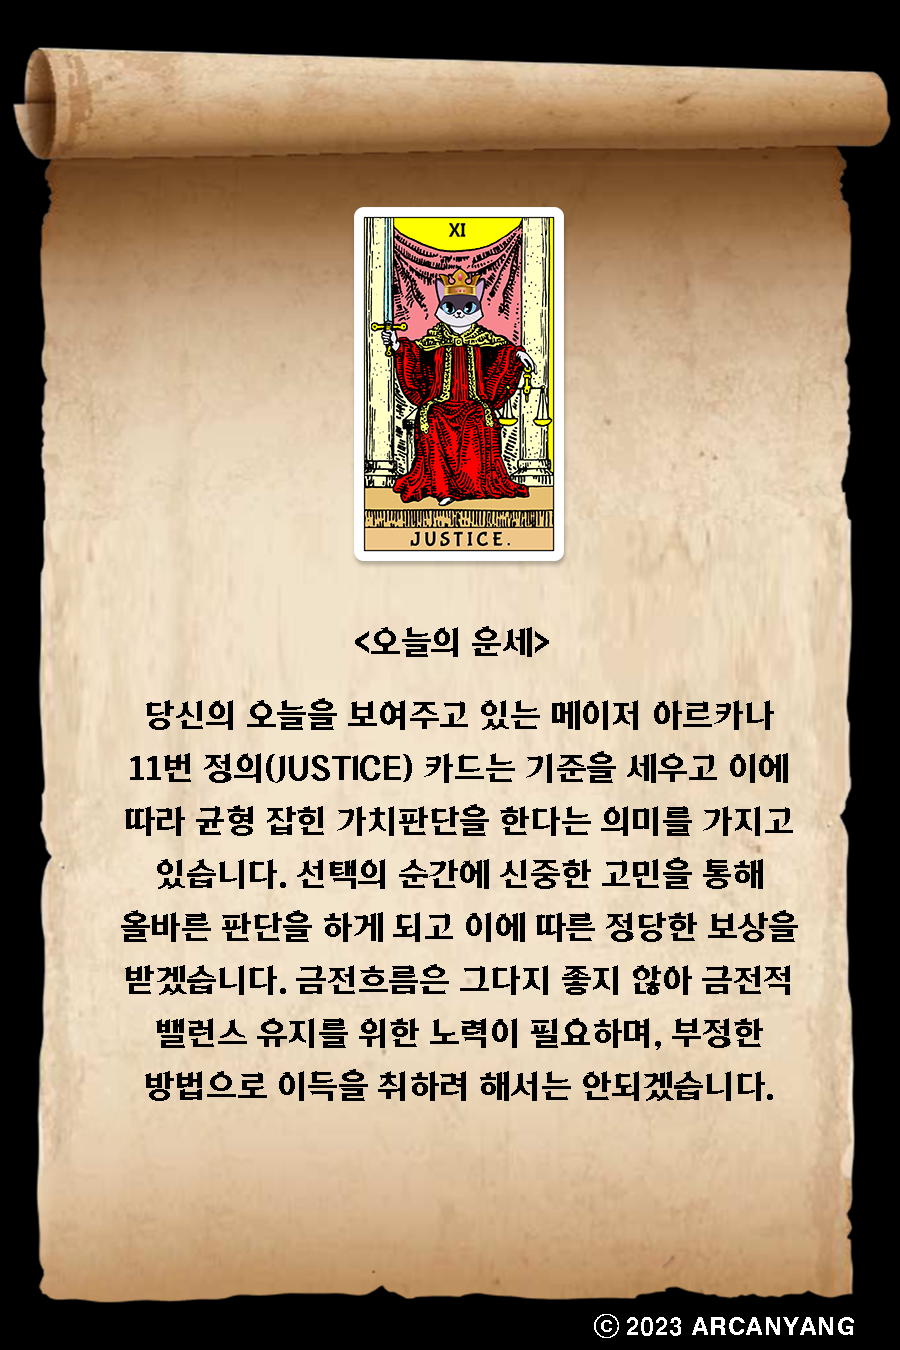 XI
JUSTICE.
<오늘의 운세>
당신의 오늘을 보여주고 있는 메이저 아르카나
11번 정의(JUSTICE) 카드는 기준을 세우고 이에
따라 균형 잡힌 가치판단을 한다는 의미를 가지고
있습니다. 선택의 순간에 신중한 고민을 통해
올바른 판단을 하게 되고 이에 따른 정당한 보상을
받겠습니다. 금전흐름은 그다지 좋지 않아 금전적
밸런스 유지를 위한 노력이 필요하며, 부정한
방법으로 이득을 취하려 해서는 안되겠습니다.
ⓒ 2023 ARCANYANG